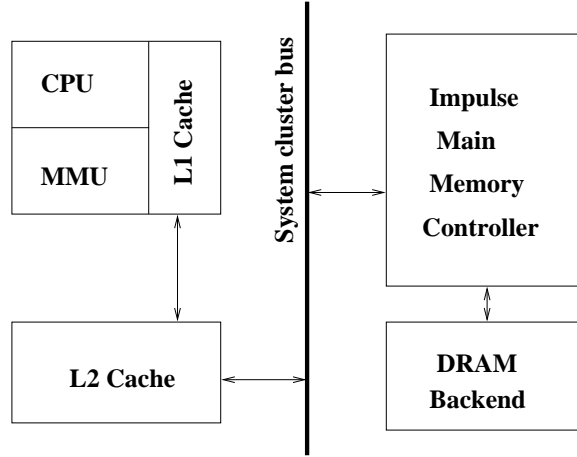 CPU
MMU
L1 Cache
L2 Cache
System cluster bus
Impulse
Main
Memory
Controller
DRAM
Backend